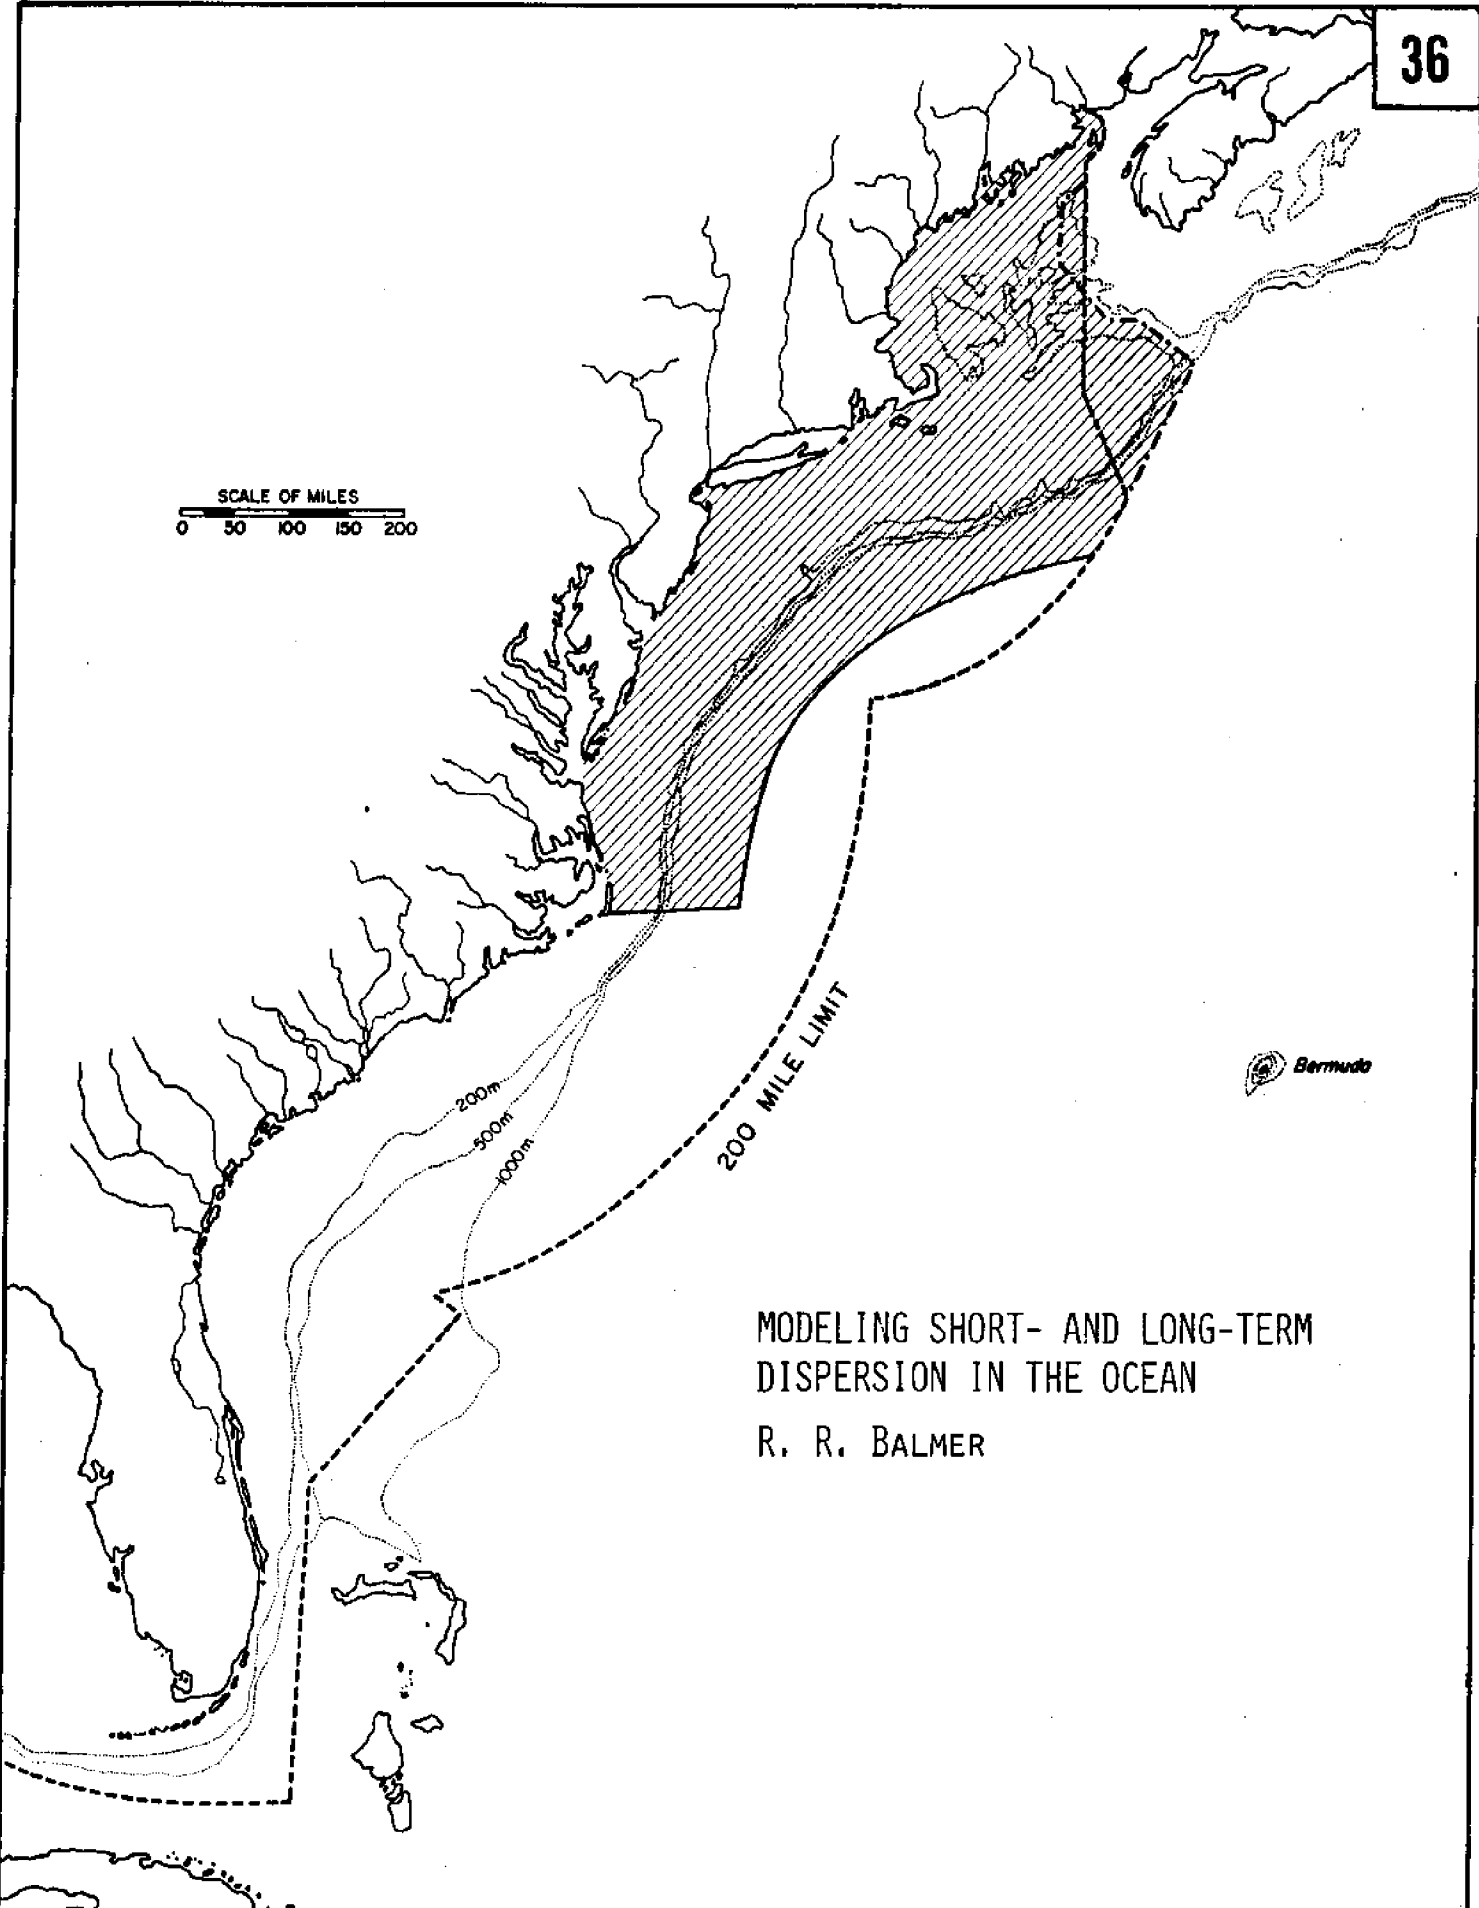 36
SCALE OF MILES
0 50 100 150 200
200 MILE LIMIT
Bermuda
200m
500m
1000m
MODELING SHORT- AND LONG-TERM
DISPERSION IN THE OCEAN
R. R. BALMER